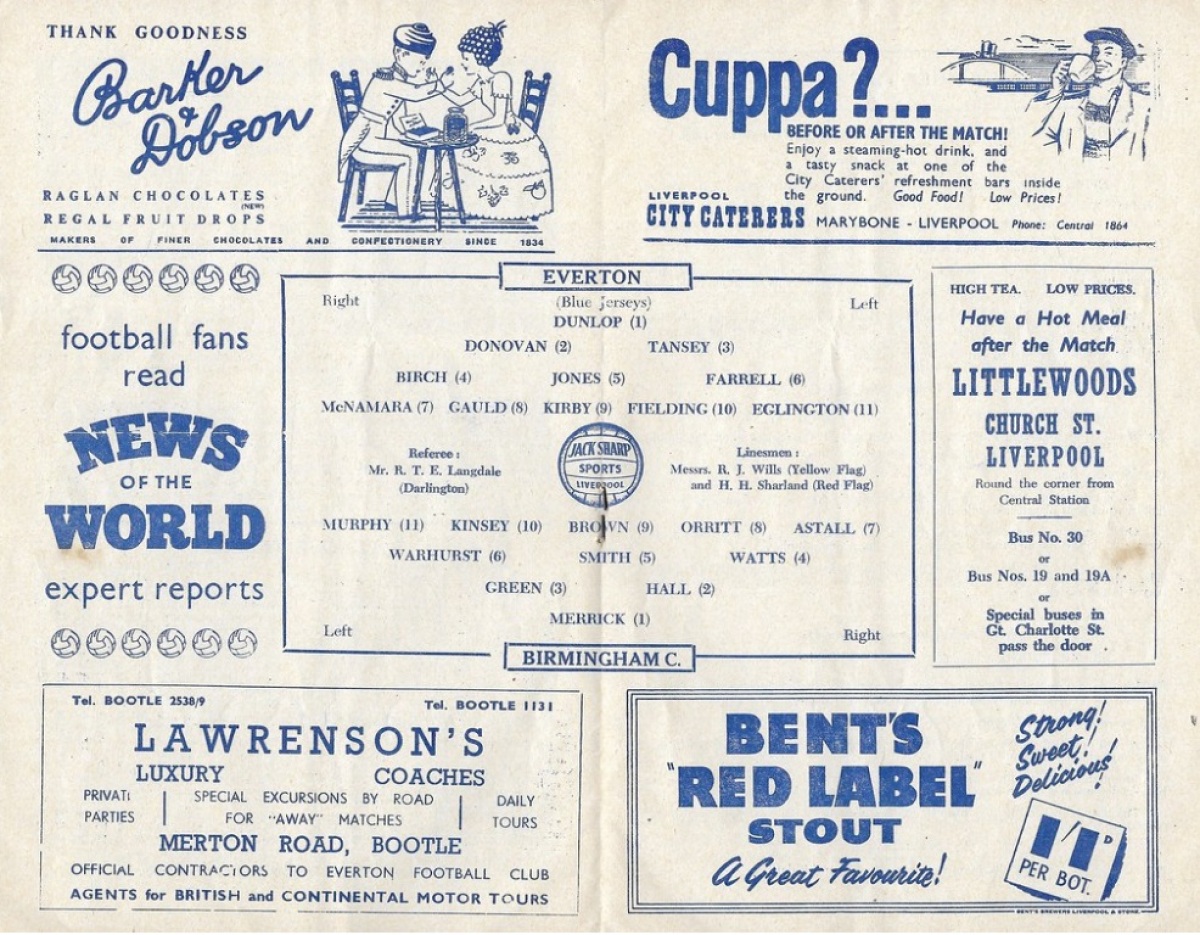 THANK GOODNESS
Barker
&
Dobson
RAGLAN CHOCOLATES
(NEW)
REGAL FRUIT DROPS
MAKERS OF FINER CHOCOLATES AND CONFECTIONERY SINCE 1834
Cuppa?...
BEFORE OR AFTER THE MATCH!
Enjoy a steaming-hot drink, and
a tasty snack at one of the
City Caterers' refreshment bars inside
the ground. Good Food! Low Prices!
LIVERPOOL
CITY CATERERS MARYBONE - LIVERPOOL Phone: Central 1864
football fans
read
NEWS
OF THE
WORLD
expert reports
EVERTON
Right (Blue Jerseys) Left
DUNLOP (1)
DONOVAN (2) TANSEY (3)
BIRCH (4) JONES (5) FARRELL (6)
McNAMARA (7) GAULD (8) KIRBY (9) FIELDING (10) EGLINGTON (11)
Referee :
Mr. R. T. E. Langdale
(Darlington)
JACK SHARP
SPORTS
LIVERPOOL
Linesmen :
Messrs. R. J. Wills (Yellow Flag)
and H. H. Sharland (Red Flag)
MURPHY (11) KINSEY (10) BROWN (9) ORRITT (8) ASTALL (7)
WARHURST (6) SMITH (5) WATTS (4)
GREEN (3) HALL (2)
MERRICK (1)
Left Right
BIRMINGHAM C.
HIGH TEA. LOW PRICES.
Have a Hot Meal
after the Match
LITTLEWOODS
CHURCH ST.
LIVERPOOL
Round the corner from
Central Station
Bus No. 30
or
Bus Nos. 19 and 19A
or
Special buses in
Gt. Charlotte St.
pass the door .
Tel. BOOTLE 2538/9 Tel. BOOTLE 1131
LAWRENSON'S
LUXURY COACHES
PRIVATE
PARTIES
SPECIAL EXCURSIONS BY ROAD
FOR "AWAY" MATCHES
DAILY
TOURS
MERTON ROAD, BOOTLE
OFFICIAL CONTRACTORS TO EVERTON FOOTBALL CLUB
AGENTS for BRITISH and CONTINENTAL MOTOR TOURS
BENT'S
"RED LABEL"
STOUT
A Great Favourite!
Strong!
Sweet!
Delicious!
1/1D
PER BOT.
BENT'S BREWERY LIVERPOOL & STONE.